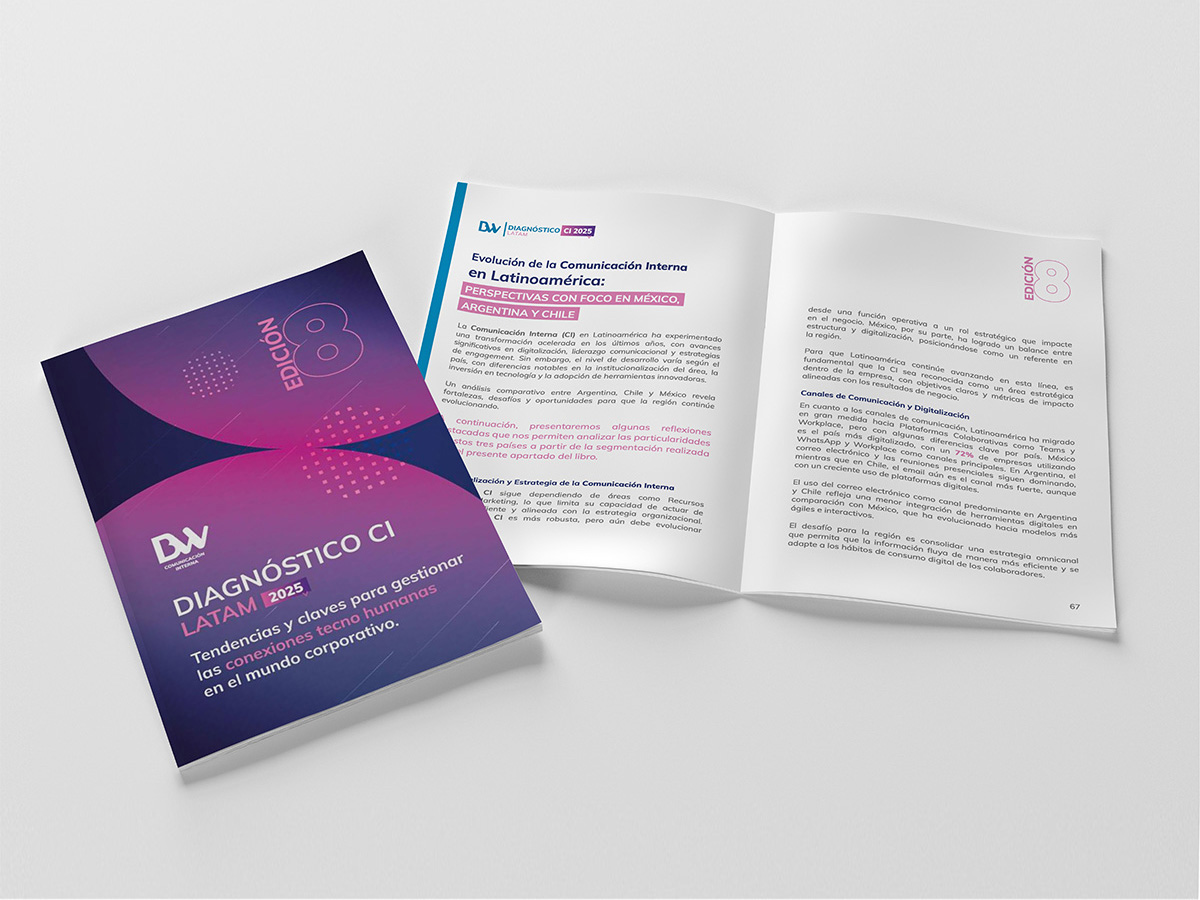 EDICIÓN
8
BW
COMUNICACIÓN
INTERNA
DIAGNÓSTICO CI
LATAM 2025
Tendencias y claves para gestionar
las conexiones tecno humanas
en el mundo corporativo.
BW DIAGNÓSTICO CI 2025
LATAM
Evolución de la Comunicación Interna
en Latinoamérica:
PERSPECTIVAS CON FOCO EN MÉXICO,
ARGENTINA Y CHILE
La Comunicación Interna (CI) en Latinoamérica ha experimentado
una transformación acelerada en los últimos años, con avances
significativos en digitalización, liderazgo comunicacional y estrategias
de engagement. Sin embargo, el nivel de desarrollo varía según el
país, con diferencias notables en la institucionalización del área, la
inversión en tecnología y la adopción de herramientas innovadoras.
Un análisis comparativo entre Argentina, Chile y México revela
fortalezas, desafíos y oportunidades para que la región continúe
evolucionando.
continuación, presentaremos algunas reflexiones
stacadas que nos permiten analizar las particularidades
stos tres países a partir de la segmentación realizada
l presente apartado del libro.
lización y Estrategia de la Comunicación Interna
CI sigue dependiendo de áreas como Recursos
arketing, lo que limita su capacidad de actuar de
iente y alineada con la estrategia organizacional.
CI es más robusta, pero aún debe evolucionar
EDICIÓN
8
desde una función operativa a un rol estratégico que impacte
en el negocio. México, por su parte, ha logrado un balance entre
estructura y digitalización, posicionándose como un referente en
la región.
Para que Latinoamérica continúe avanzando en esta línea, es
fundamental que la CI sea reconocida como un área estratégica
dentro de la empresa, con objetivos claros y métricas de impacto
alineadas con los resultados de negocio.
Canales de Comunicación y Digitalización
En cuanto a los canales de comunicación, Latinoamérica ha migrado
en gran medida hacia Plataformas Colaborativas como Teams y
Workplace, pero con algunas diferencias clave por país. México
es el país más digitalizado, con un 72% de empresas utilizando
WhatsApp y Workplace como canales principales. En Argentina, el
correo electrónico y las reuniones presenciales siguen dominando,
mientras que en Chile, el email aún es el canal más fuerte, aunque
con un creciente uso de plataformas digitales.
El uso del correo electrónico como canal predominante en Argentina
y Chile refleja una menor integración de herramientas digitales en
comparación con México, que ha evolucionado hacia modelos más
ágiles e interactivos.
El desafío para la región es consolidar una estrategia omnicanal
que permita que la información fluya de manera más eficiente y se
adapte a los hábitos de consumo digital de los colaboradores.
67